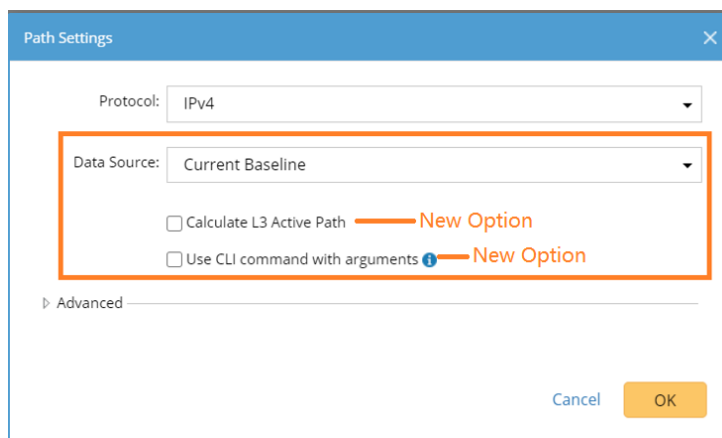 Path Settings
Protocol: IPv4
Data Source: Current Baseline
Calculate L3 Active Path New Option
Use CLI command with arguments i New Option
Advanced
Cancel OK